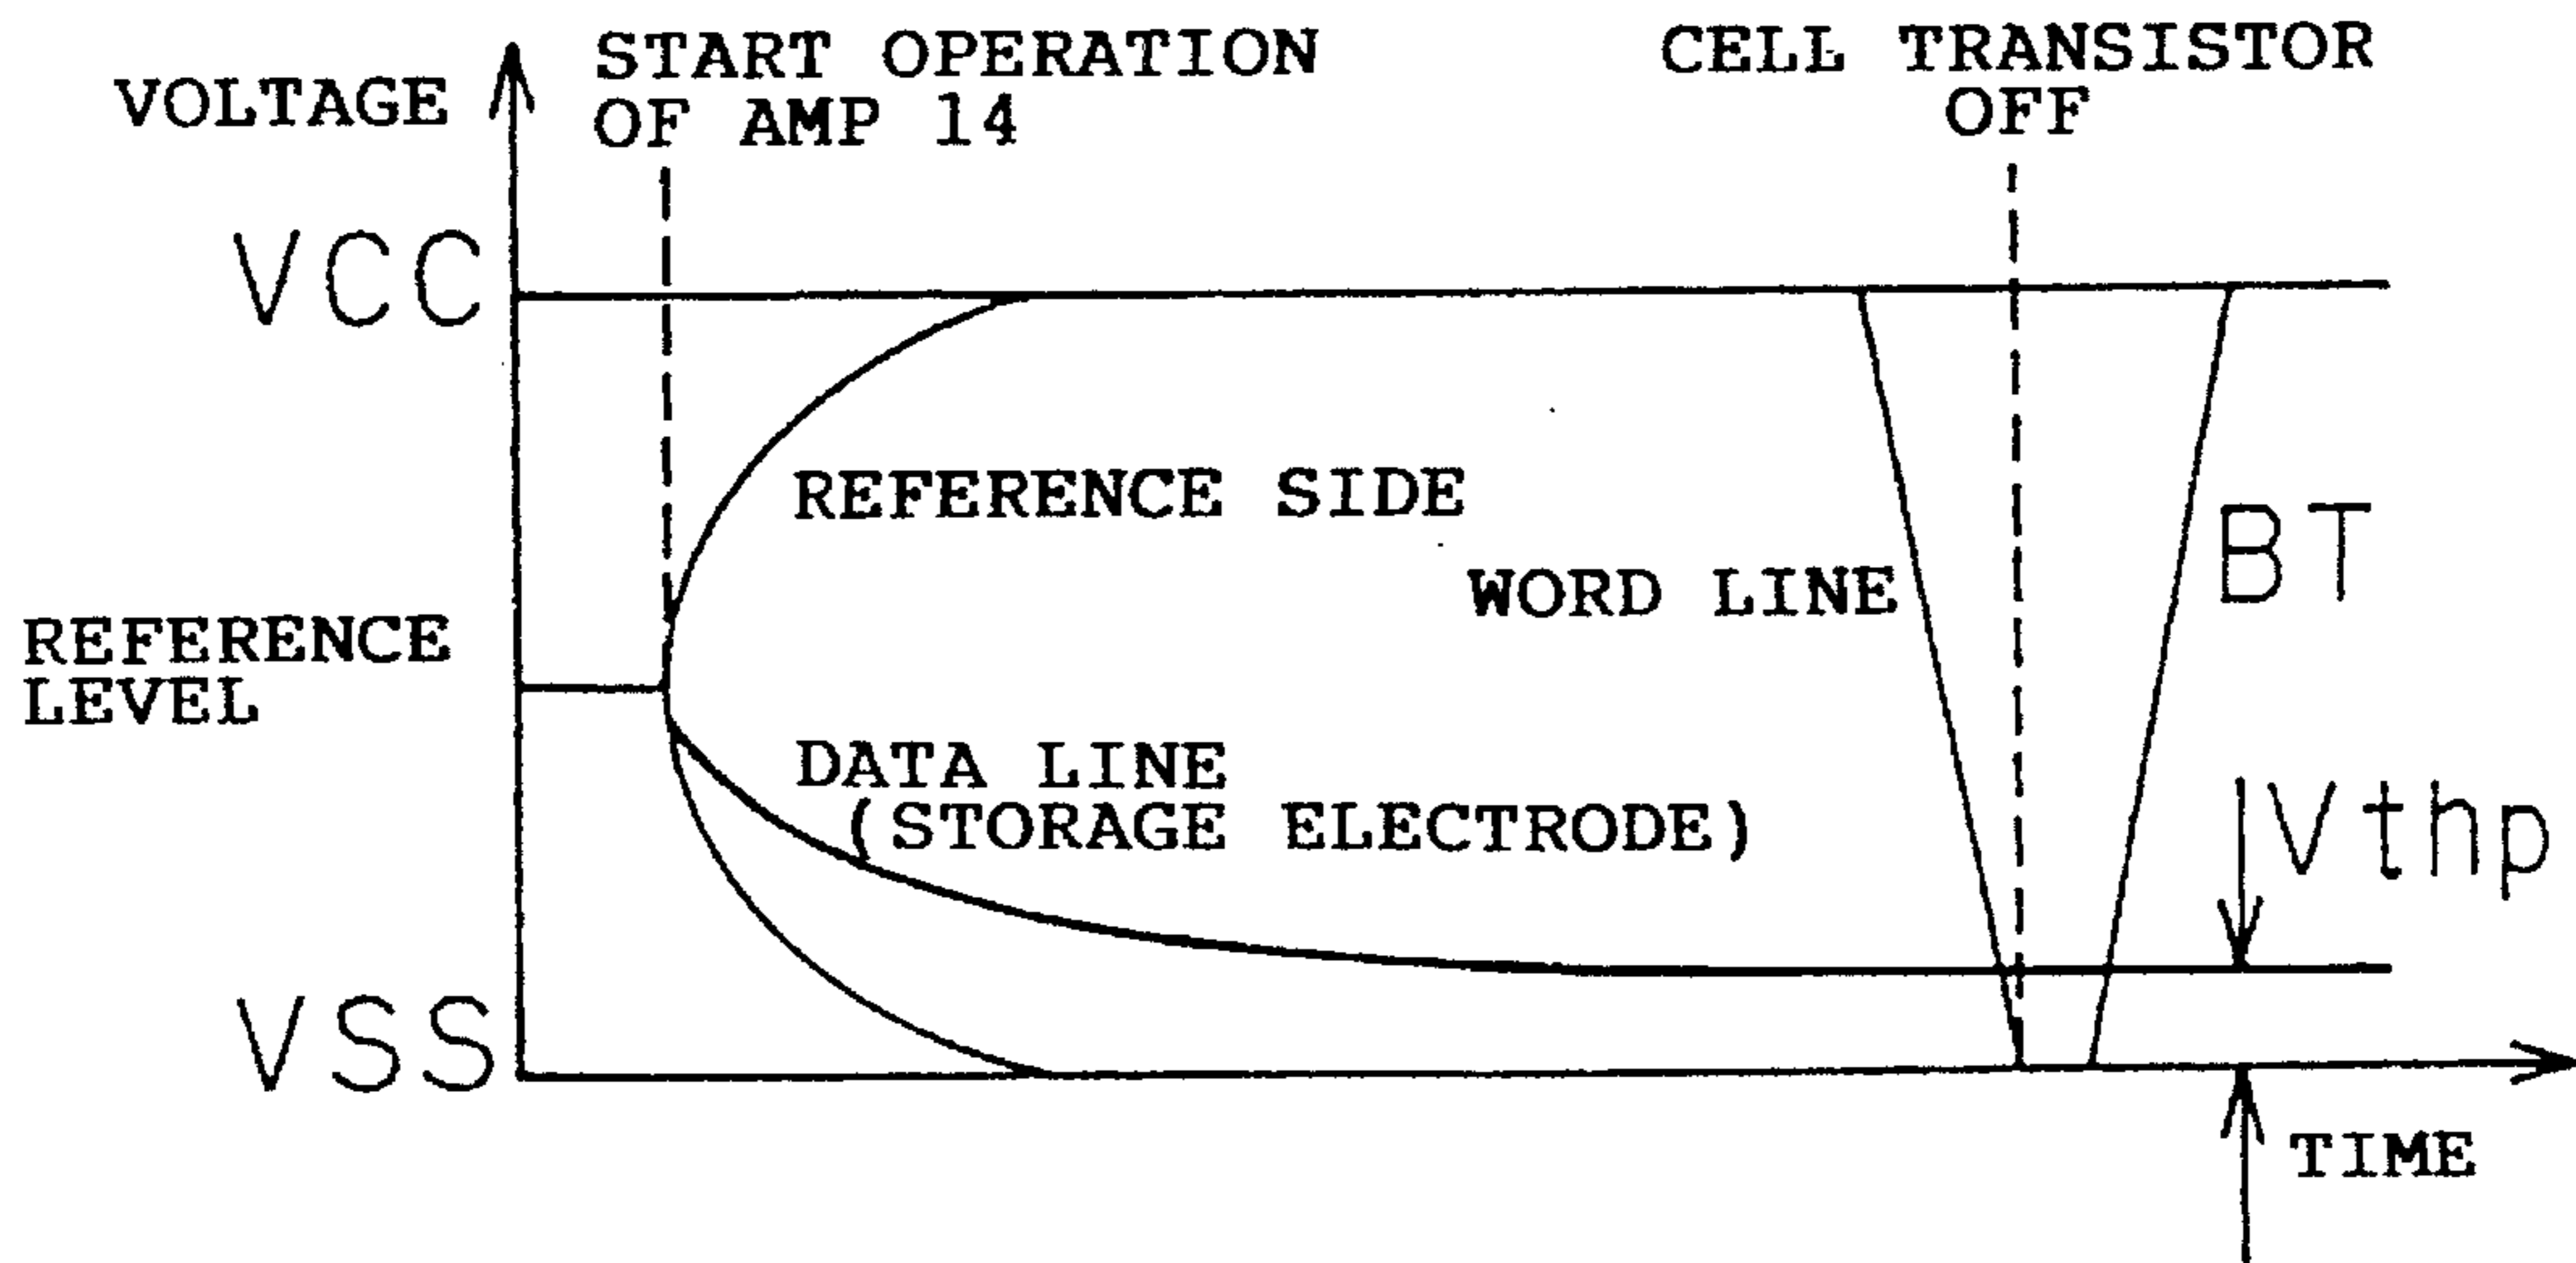 VOLTAGE
START OPERATION
OF AMP 14
CELL TRANSISTOR
OFF
VCC
REFERENCE SIDE
WORD LINE
BT
REFERENCE
LEVEL
DATA LINE
(STORAGE ELECTRODE)
Vthp
VSS
TIME